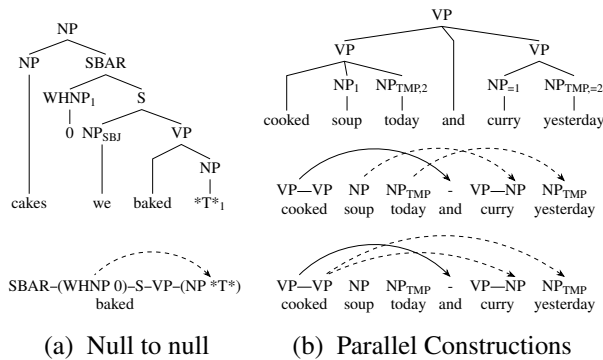 NP
NP SBAR
WHNP1 S
0 NPSBJ VP
NP
*T*1
cakes we baked
SBAR–(WHNP 0)–S–VP–(NP *T*)
baked
(a) Null to null
VP
VP VP
NP1 NPTMP,2 NP=1 NPTMP,=2
cooked soup today and curry yesterday
VP—VP NP NPTMP - VP—NP NPTMP
cooked soup today and curry yesterday
VP—VP NP NPTMP - VP—NP NPTMP
cooked soup today and curry yesterday
(b) Parallel Constructions